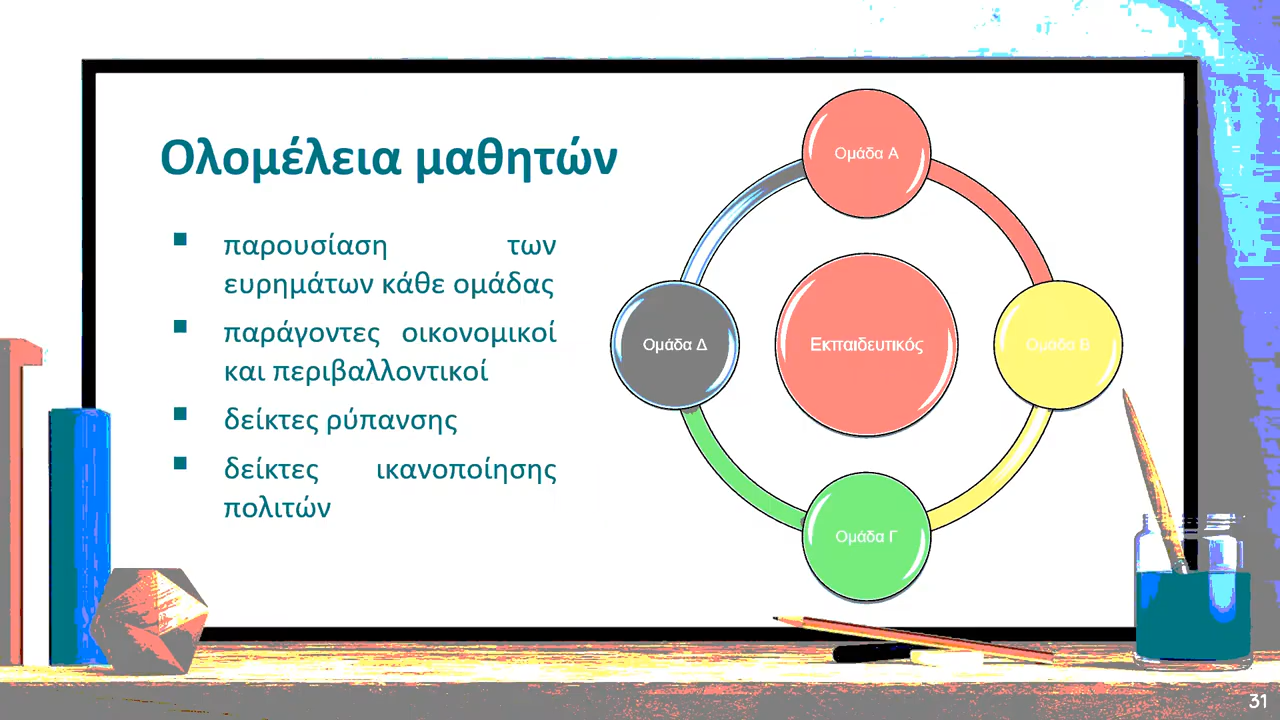 Ολομέλεια μαθητών
▪ παρουσίαση των
ευρημάτων κάθε ομάδας
▪ παράγοντες οικονομικοί
και περιβαλλοντικοί
▪ δείκτες ρύπανσης
▪ δείκτες ικανοποίησης
πολιτών
Ομάδα Α
Ομάδα Δ
Εκπαιδευτικός
Ομάδα Β
Ομάδα Γ
31